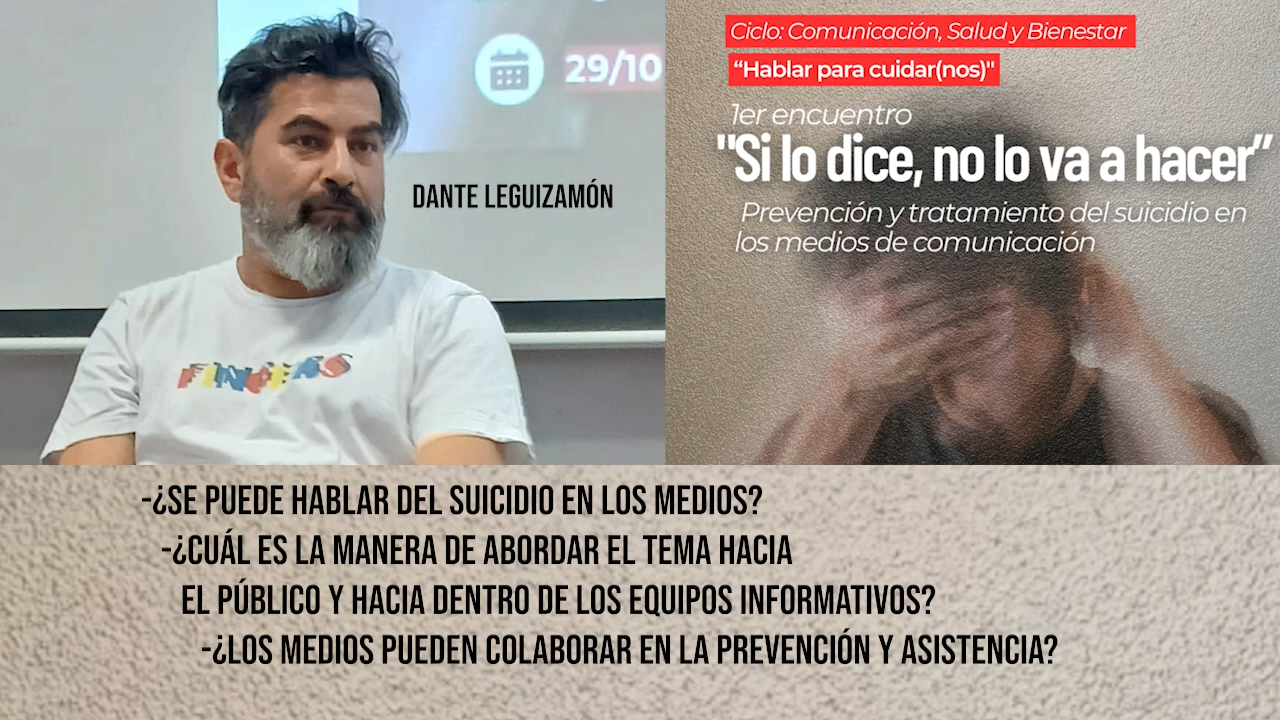 29/10
DANTE LEGUIZAMÓN
FINGERS
Ciclo: Comunicación, Salud y Bienestar
“Hablar para cuidar(nos)"
1er encuentro
"Si lo dice, no lo va a hacer”
Prevención y tratamiento del suicidio en
los medios de comunicación
-¿SE PUEDE HABLAR DEL SUICIDIO EN LOS MEDIOS?
-¿CUÁL ES LA MANERA DE ABORDAR EL TEMA HACIA
EL PÚBLICO Y HACIA DENTRO DE LOS EQUIPOS INFORMATIVOS?
-¿LOS MEDIOS PUEDEN COLABORAR EN LA PREVENCIÓN Y ASISTENCIA?